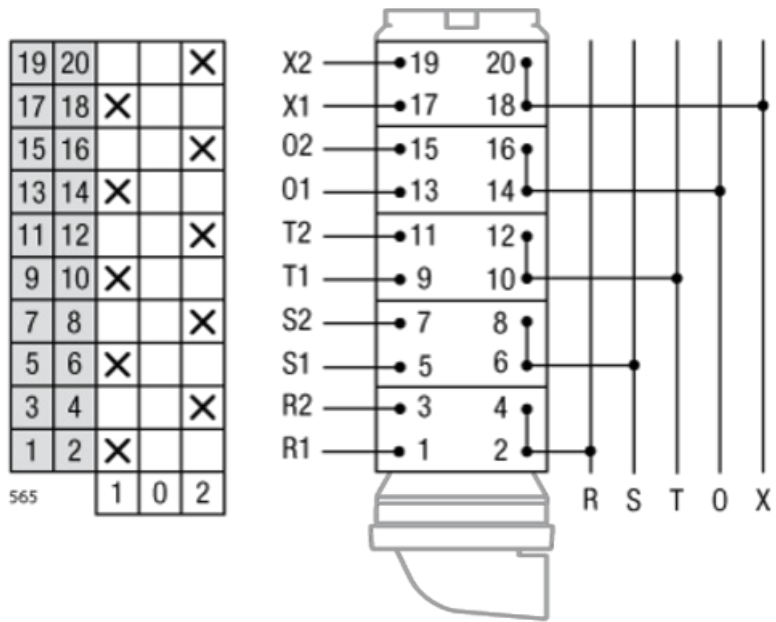 19 20 X X2 19 20
17 18 X X1 17 18
15 16 X O2 15 16
13 14 X O1 13 14
11 12 X T2 11 12
9 10 X T1 9 10
7 8 X S2 7 8
5 6 X S1 5 6
3 4 X R2 3 4
1 2 X R1 1 2
565 1 0 2 R S T O X